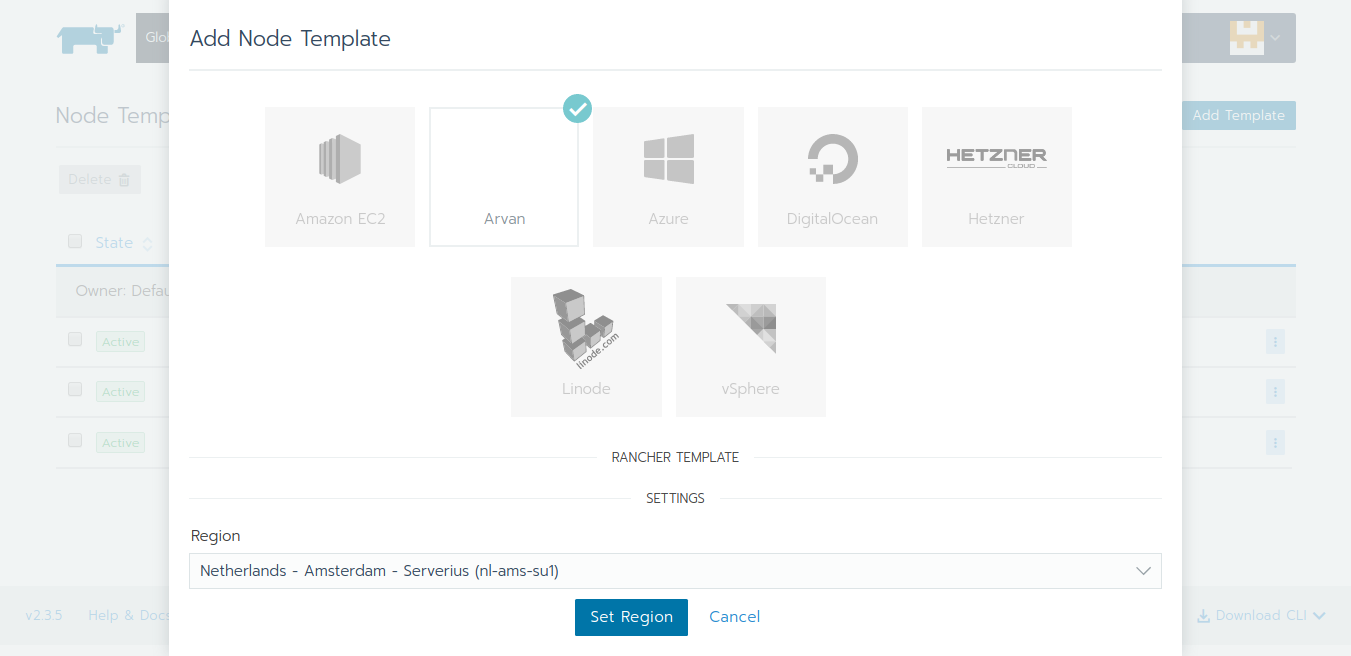 Add Node Template
Glo
Node Temp
Add Template
Delete
Amazon EC2
Arvan
Azure
DigitalOcean
HETZNER
CLOUD
Hetzner
State
Owner: Defau
linode.com
Linode
vSphere
Active
Active
Active
RANCHER TEMPLATE
SETTINGS
Region
Netherlands - Amsterdam - Serverius (nl-ams-su1)
Set Region
Cancel
v2.3.5
Help & Docs
Download CLI